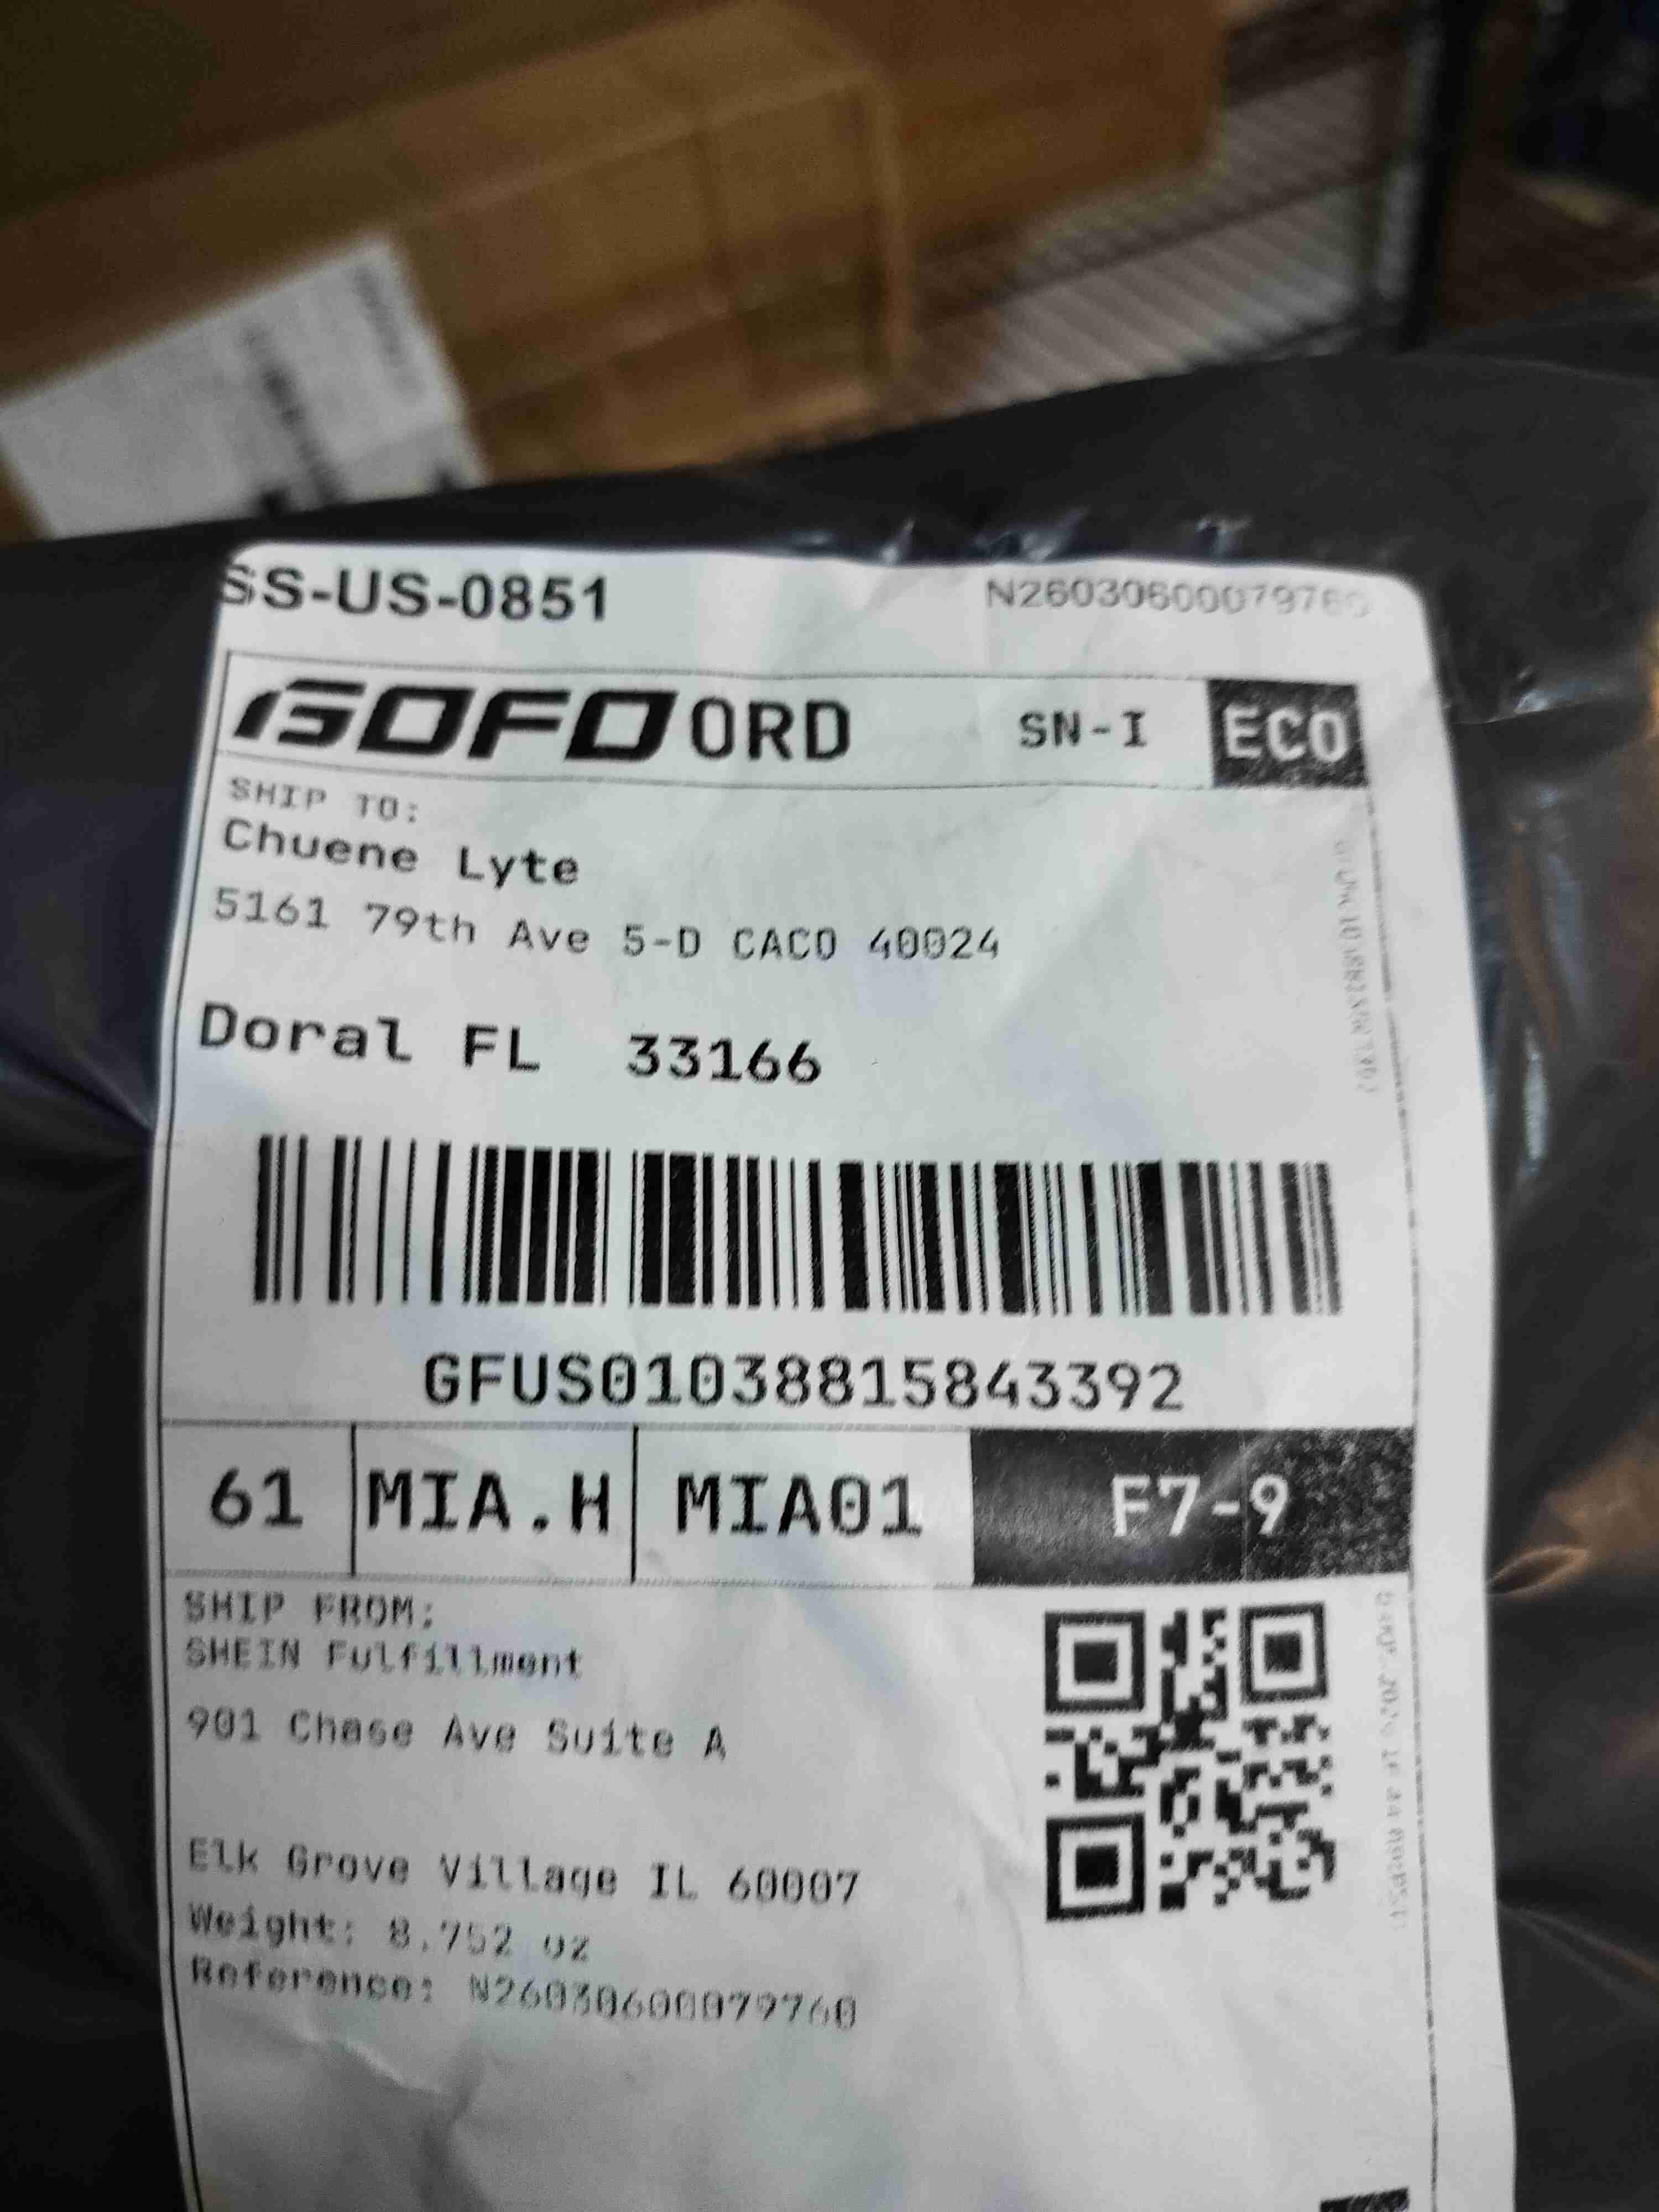 SS-US-0851 N26030600079760
GOFO ORD SN-I ECO
SHIP TO:
Chuene Lyte
5161 79th Ave 5-D CACO 40024
Doral FL 33166
GFUS01038815843392
61 MIA.H MIA01 F7-9
SHIP FROM:
SHEIN Fulfillment
901 Chase Ave Suite A
Elk Grove Village IL 60007
Weight: 8.752 oz
Reference: N26030600079760